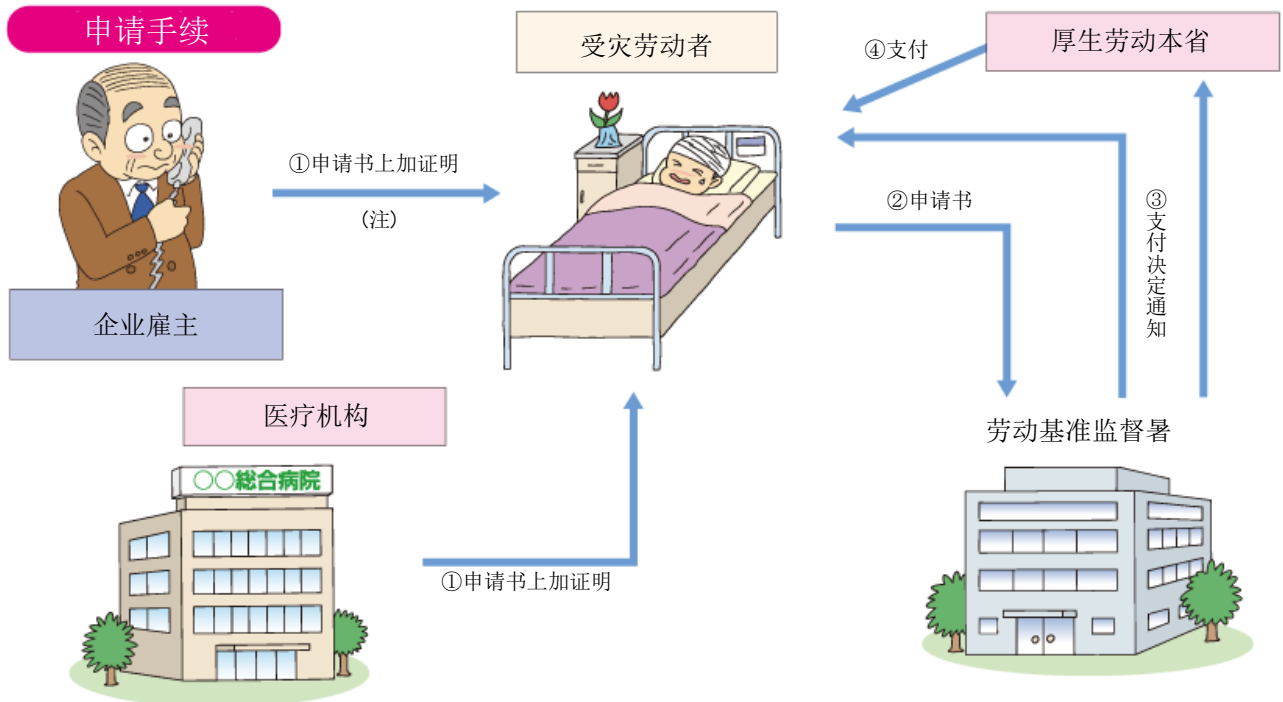 申请手续
受灾劳动者
厚生劳动本省
④支付
①申请书上加证明
(注)
②申请书
③支付决定通知
企业雇主
医疗机构
劳动基准监督暑
○○総合病院
①申请书上加证明